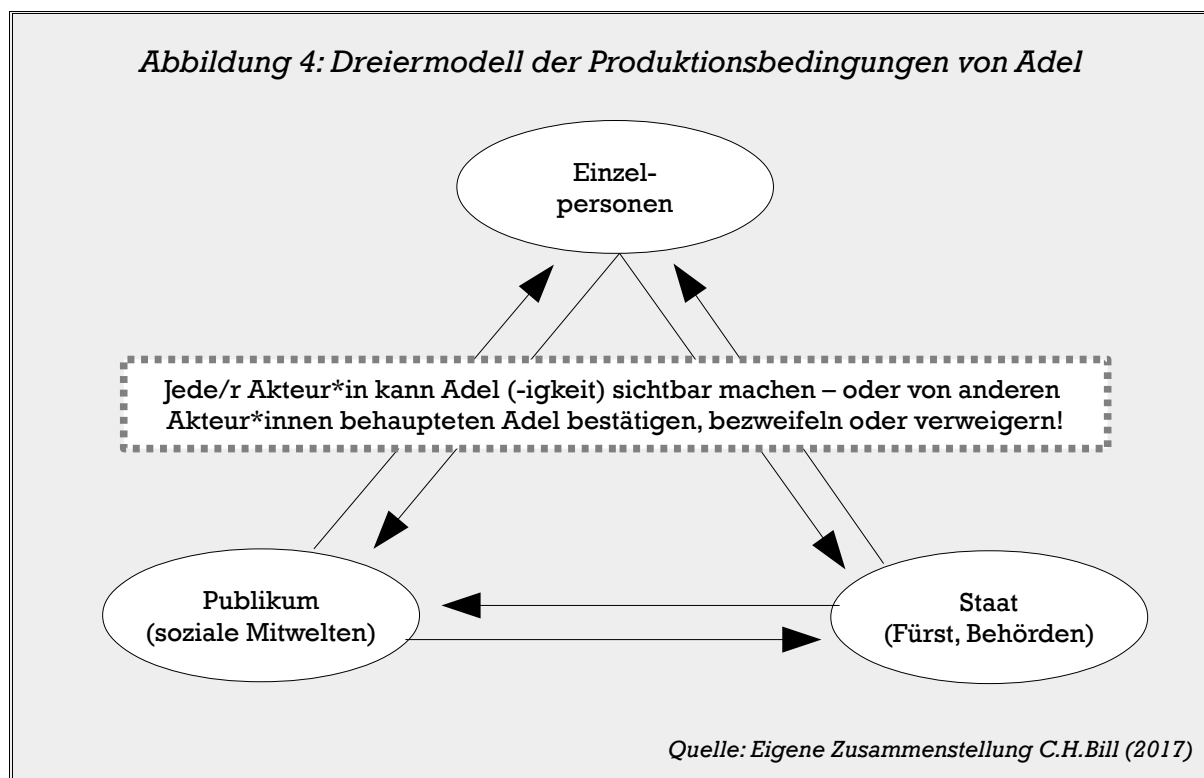 Abbildung 4: Dreiermodell der Produktionsbedingungen von Adel
Einzel-
personen
Jede/r Akteur*in kann Adel (-igkeit) sichtbar machen – oder von anderen
Akteur*innen behaupteten Adel bestätigen, bezweifeln oder verweigern!
Publikum
(soziale Mitwelten)
Staat
(Fürst, Behörden)
Quelle: Eigene Zusammenstellung C.H.Bill (2017)